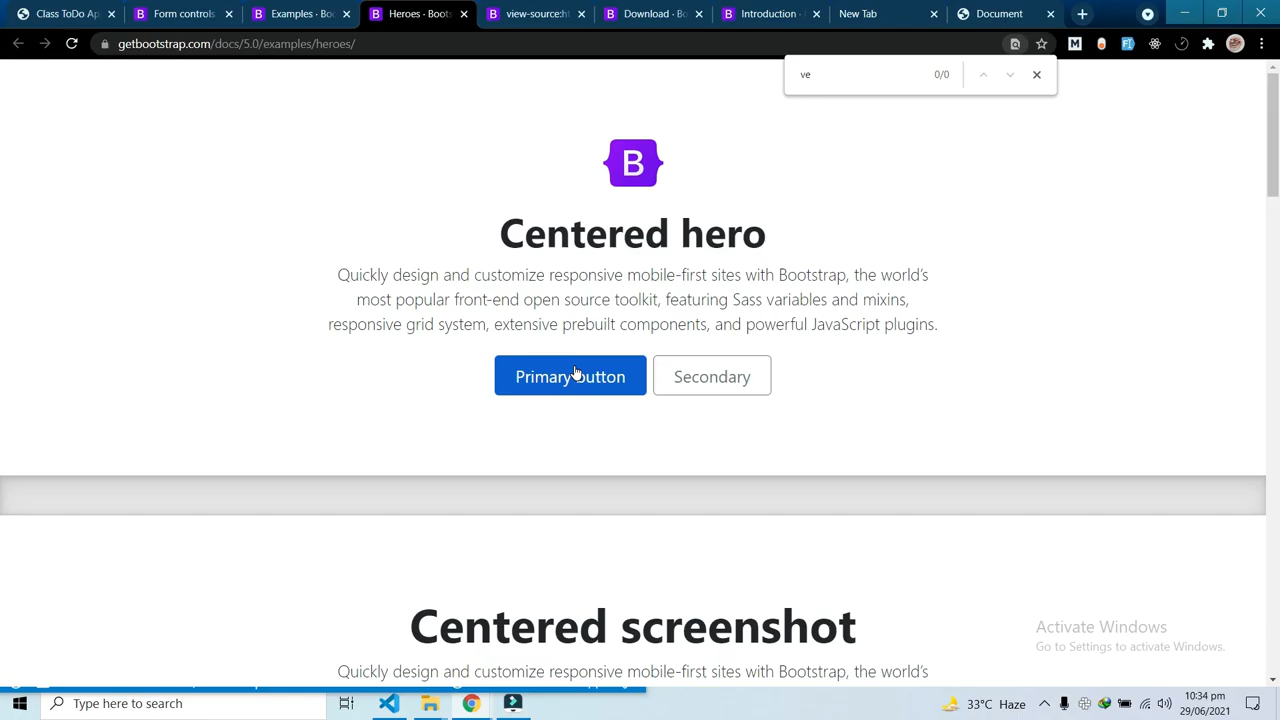 Class ToDo Ap
Form controls
Examples · Boo
Heroes · Boots
view-source:ht
Download · Bo
Introduction ·
New Tab
Document
getbootstrap.com/docs/5.0/examples/heroes/
ve 0/0
B
Centered hero
Quickly design and customize responsive mobile-first sites with Bootstrap, the world's
most popular front-end open source toolkit, featuring Sass variables and mixins,
responsive grid system, extensive prebuilt components, and powerful JavaScript plugins.
Primary button
Secondary
Centered screenshot
Quickly design and customize responsive mobile-first sites with Bootstrap, the world's
Activate Windows
Go to Settings to activate Windows.
Type here to search
33°C Haze
10:34 pm
29/06/2021